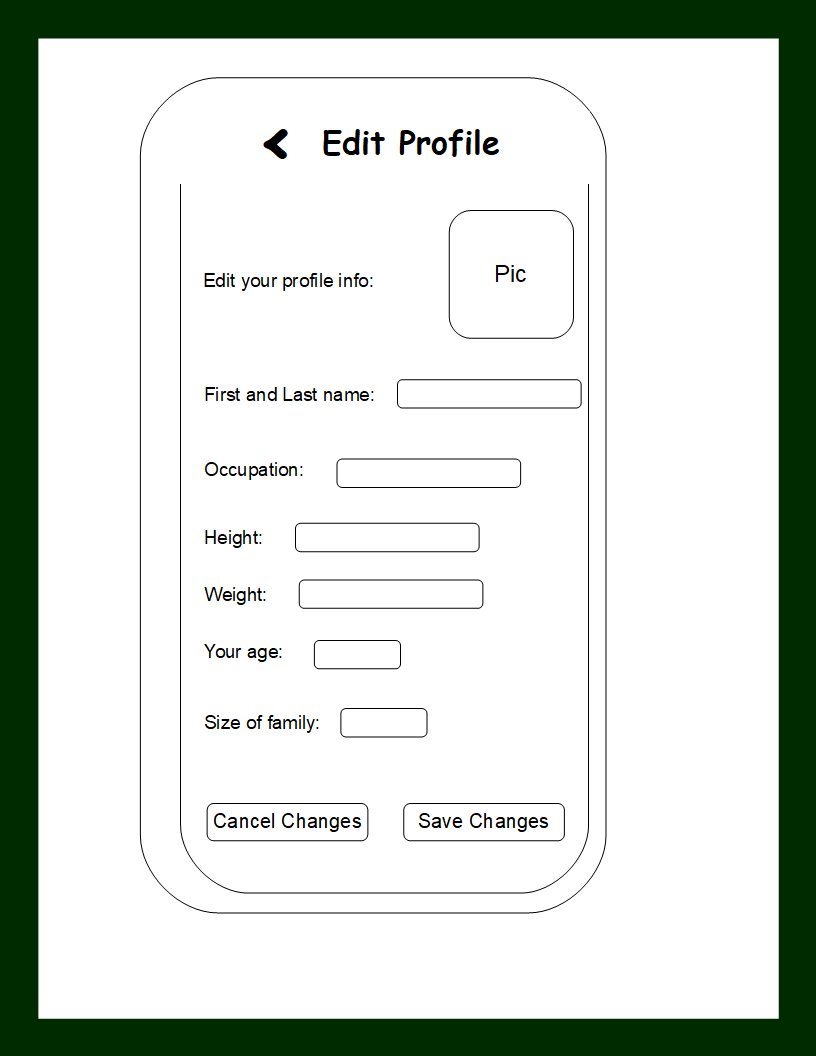 Edit Profile
Pic
Edit your profile info:
First and Last name:
Occupation:
Height:
Weight:
Your age:
Size of family:
Cancel Changes
Save Changes